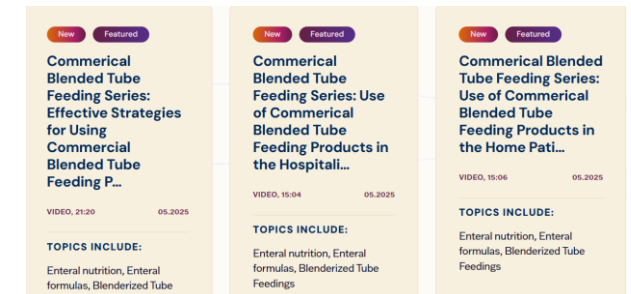 New Featured
Commerical
Blended Tube
Feeding Series:
Effective Strategies
for Using
Commercial
Blended Tube
Feeding P...
VIDEO, 21:20 05.2025
TOPICS INCLUDE:
Enteral nutrition, Enteral
formulas, Blenderized Tube
New Featured
Commerical
Blended Tube
Feeding Series: Use
of Commerical
Blended Tube
Feeding Products in
the Hospitali...
VIDEO, 15:04 05.2025
TOPICS INCLUDE:
Enteral nutrition, Enteral
formulas, Blenderized Tube
Feedings
New Featured
Commerical Blended
Tube Feeding Series:
Use of Commerical
Blended Tube
Feeding Products in
the Home Pati...
VIDEO, 15:06 05.2025
TOPICS INCLUDE:
Enteral nutrition, Enteral
formulas, Blenderized Tube
Feedings